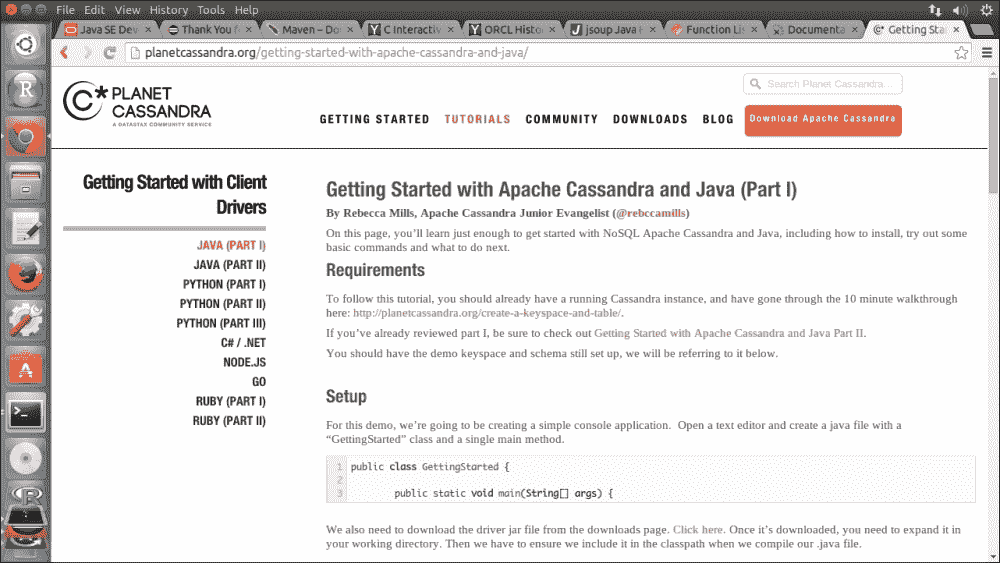 File Edit View History Tools Help
Java SE Dev
Thank You f
Maven – Do
C Interactiv
ORCL Histo
jsoup Java H
Function Lis
Documenta
Getting Sta
planetcassandra.org/getting-started-with-apache-cassandra-and-java/
PLANET
CASSANDRA
A DATASTAX COMMUNITY SERVICE
Search Planet Cassandra...
GETTING STARTED TUTORIALS COMMUNITY DOWNLOADS BLOG Download Apache Cassandra
Getting Started with Client
Drivers
JAVA (PART I)
JAVA (PART II)
PYTHON (PART I)
PYTHON (PART II)
PYTHON (PART III)
C# / .NET
NODE.JS
GO
RUBY (PART I)
RUBY (PART II)
Getting Started with Apache Cassandra and Java (Part I)
By Rebecca Mills, Apache Cassandra Junior Evangelist (@rebccamills)
On this page, you’ll learn just enough to get started with NoSQL Apache Cassandra and Java, including how to install, try out some
basic commands and what to do next.
Requirements
To follow this tutorial, you should already have a running Cassandra instance, and have gone through the 10 minute walkthrough
here: http://planetcassandra.org/create-a-keyspace-and-table/.
If you’ve already reviewed part I, be sure to check out Getting Started with Apache Cassandra and Java Part II.
You should have the demo keyspace and schema still set up, we will be referring to it below.
Setup
For this demo, we’re going to be creating a simple console application. Open a text editor and create a java file with a
“GettingStarted” class and a single main method.
1 public class GettingStarted {
2
3 public static void main(String[] args) {
We also need to download the driver jar file from the downloads page. Click here. Once it’s downloaded, you need to expand it in
your working directory. Then we have to ensure we include it in the classpath when we compile our .java file.